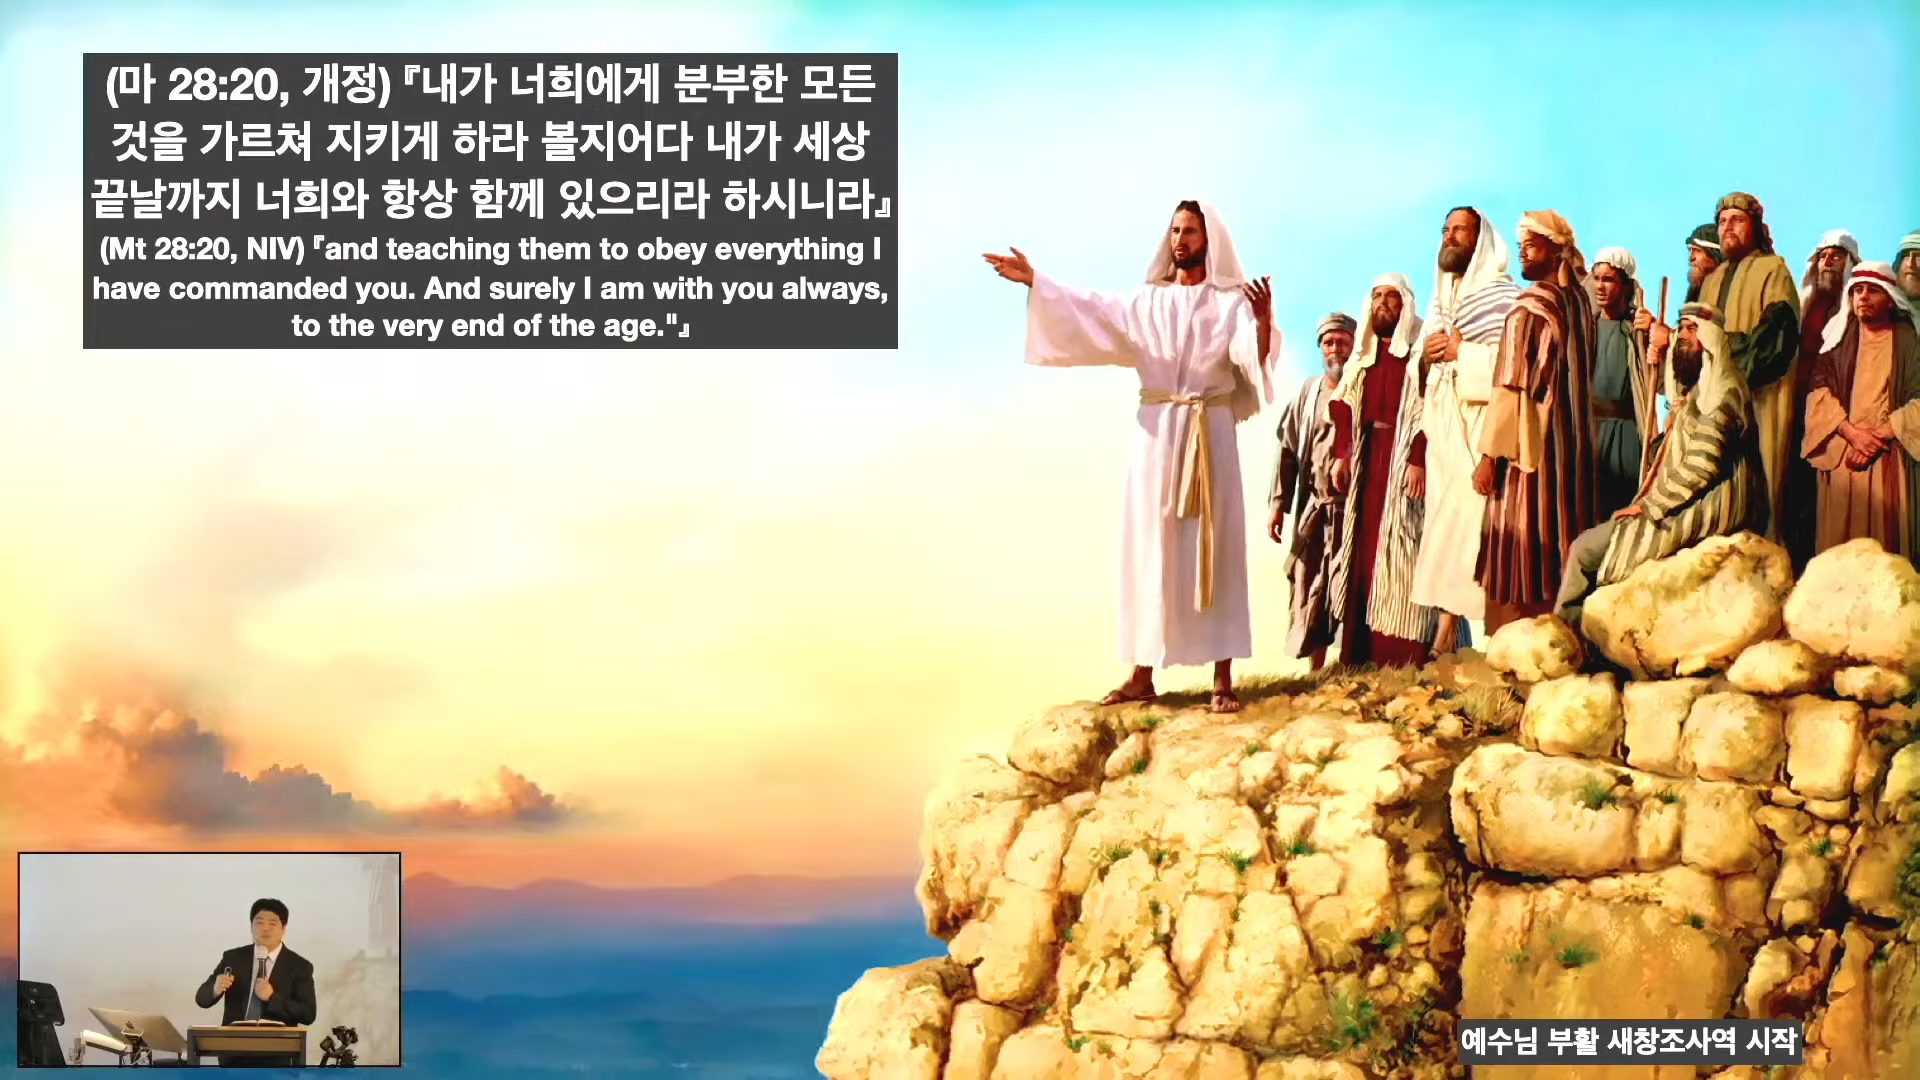 (마 28:20, 개정)『내가 너희에게 분부한 모든
것을 가르쳐 지키게 하라 볼지어다 내가 세상
끝날까지 너희와 항상 함께 있으리라 하시니라』
(Mt 28:20, NIV)『and teaching them to obey everything I
have commanded you. And surely I am with you always,
to the very end of the age."』
예수님 부활 새창조사역 시작